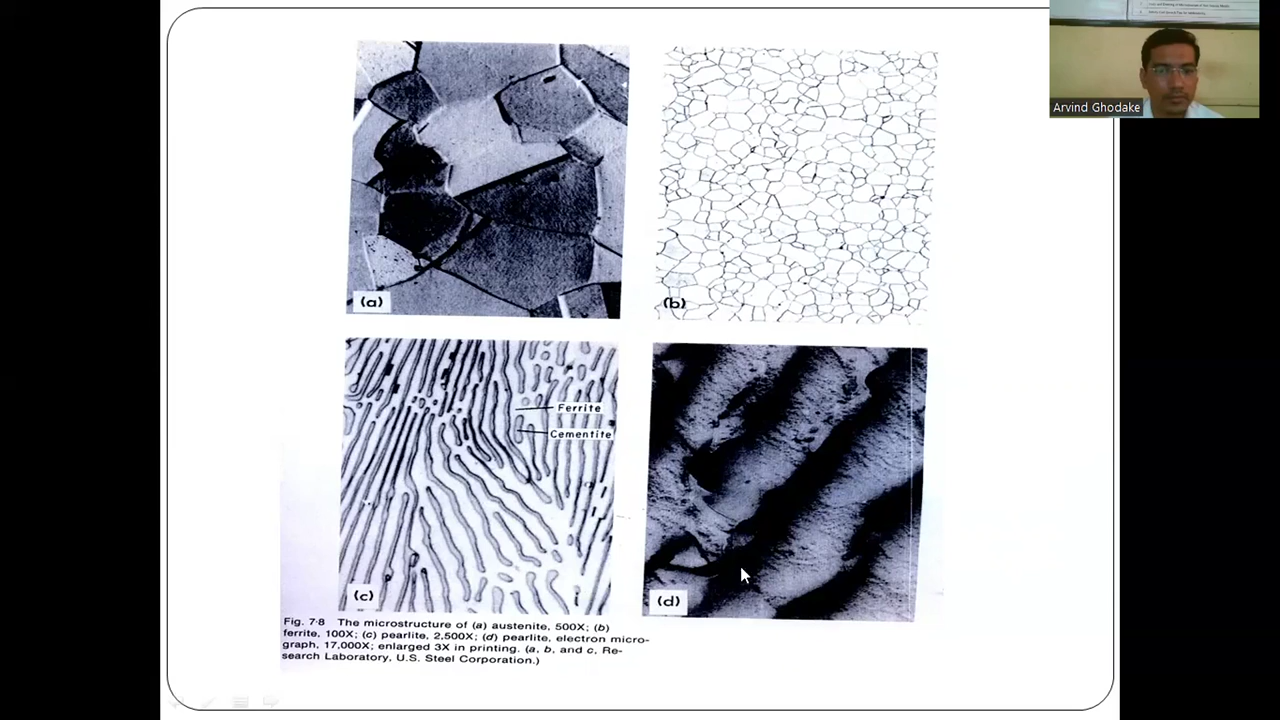 Arvind Ghodake
(a)
(b)
Ferrite
Cementite
(c)
(d)
Fig. 7·8 The microstructure of (a) austenite, 500X; (b)
ferrite, 100X; (c) pearlite, 2,500X; (d) pearlite, electron micro-
graph, 17,000X; enlarged 3X in printing. (a, b, and c, Re-
search Laboratory, U.S. Steel Corporation.)